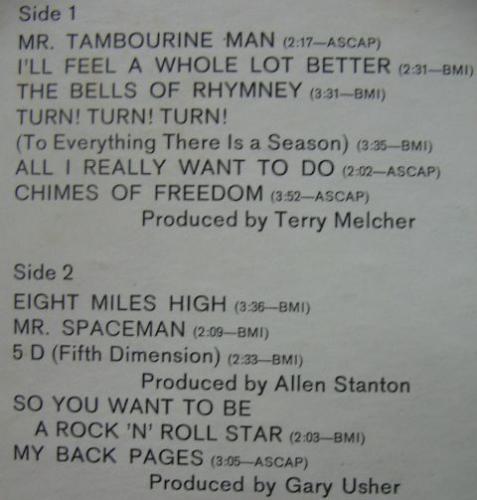 Side 1
MR. TAMBOURINE MAN (2:17—ASCAP)
I'LL FEEL A WHOLE LOT BETTER (2:31—BMI)
THE BELLS OF RHYMNEY (3:31—BMI)
TURN! TURN! TURN!
(To Everything There Is a Season) (3:35—BMI)
ALL I REALLY WANT TO DO (2:02—ASCAP)
CHIMES OF FREEDOM (3:52—ASCAP)
Produced by Terry Melcher
Side 2
EIGHT MILES HIGH (3:36—BMI)
MR. SPACEMAN (2:09—BMI)
5 D (Fifth Dimension) (2:33—BMI)
Produced by Allen Stanton
SO YOU WANT TO BE
A ROCK 'N' ROLL STAR (2:03—BMI)
MY BACK PAGES (3:05—ASCAP)
Produced by Gary Usher